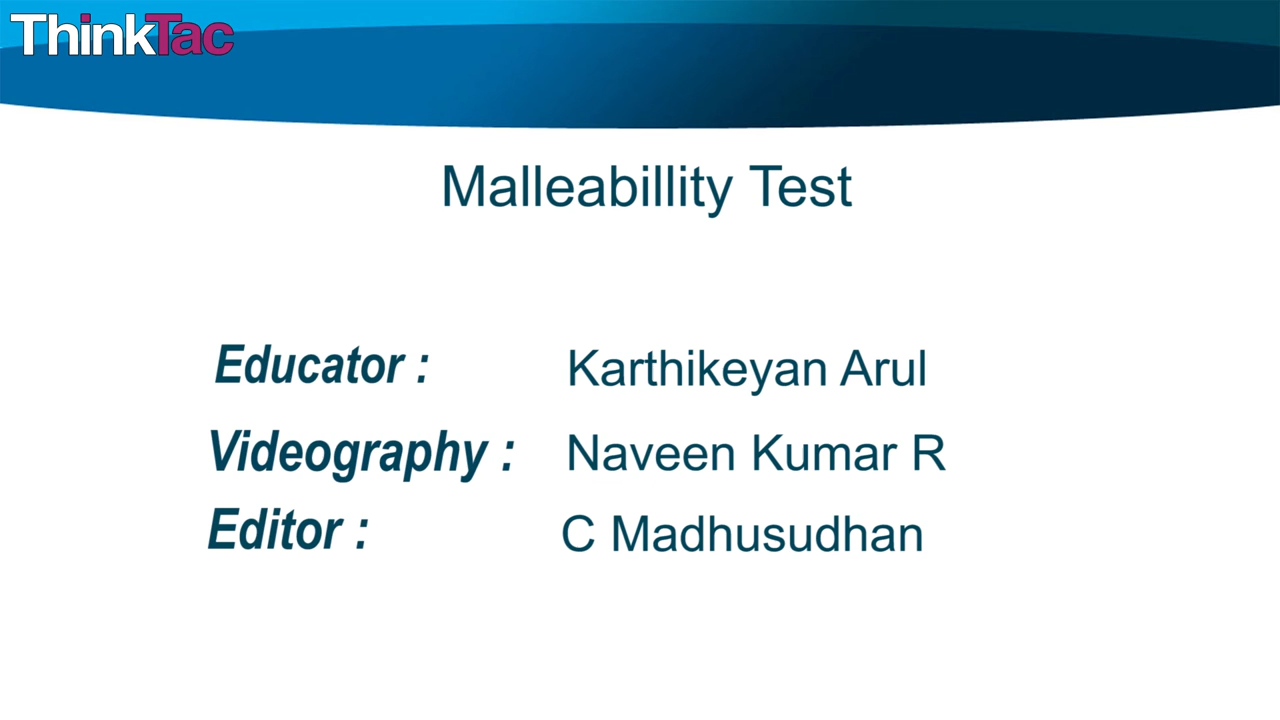 ThinkTac
Malleabillity Test
Educator : Karthikeyan Arul
Videography : Naveen Kumar R
Editor : C Madhusudhan